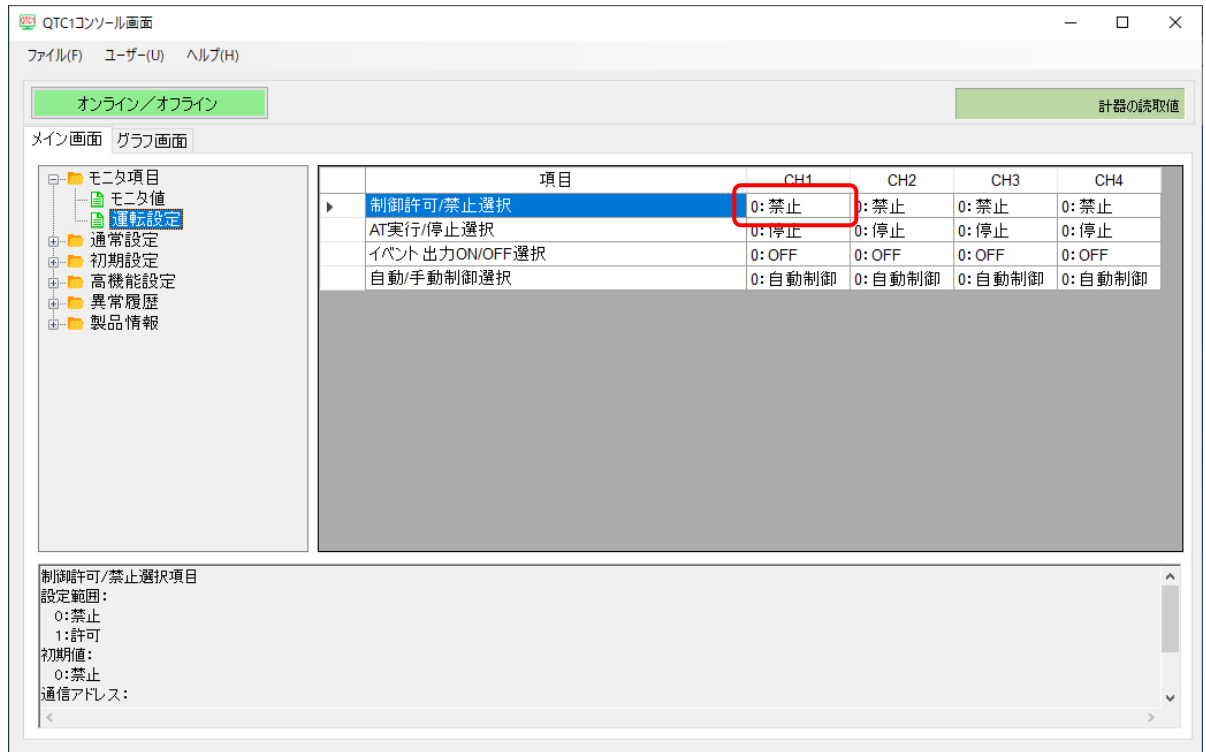 QTC1コンソール画面
ファイル(F) ユーザー(U) ヘルプ(H)
オンライン／オフライン 計器の読取値
メイン画面 グラフ画面
モニタ項目
モニタ値
運転設定
通常設定
初期設定
高機能設定
異常履歴
製品情報
項目 CH1 CH2 CH3 CH4
制御許可/禁止選択 0:禁止 0:禁止 0:禁止 0:禁止
AT実行/停止選択 0:停止 0:停止 0:停止 0:停止
イベント出力ON/OFF選択 0:OFF 0:OFF 0:OFF 0:OFF
自動/手動制御選択 0:自動制御 0:自動制御 0:自動制御 0:自動制御
制御許可/禁止選択項目
設定範囲:
0:禁止
1:許可
初期値:
0:禁止
通信アドレス: